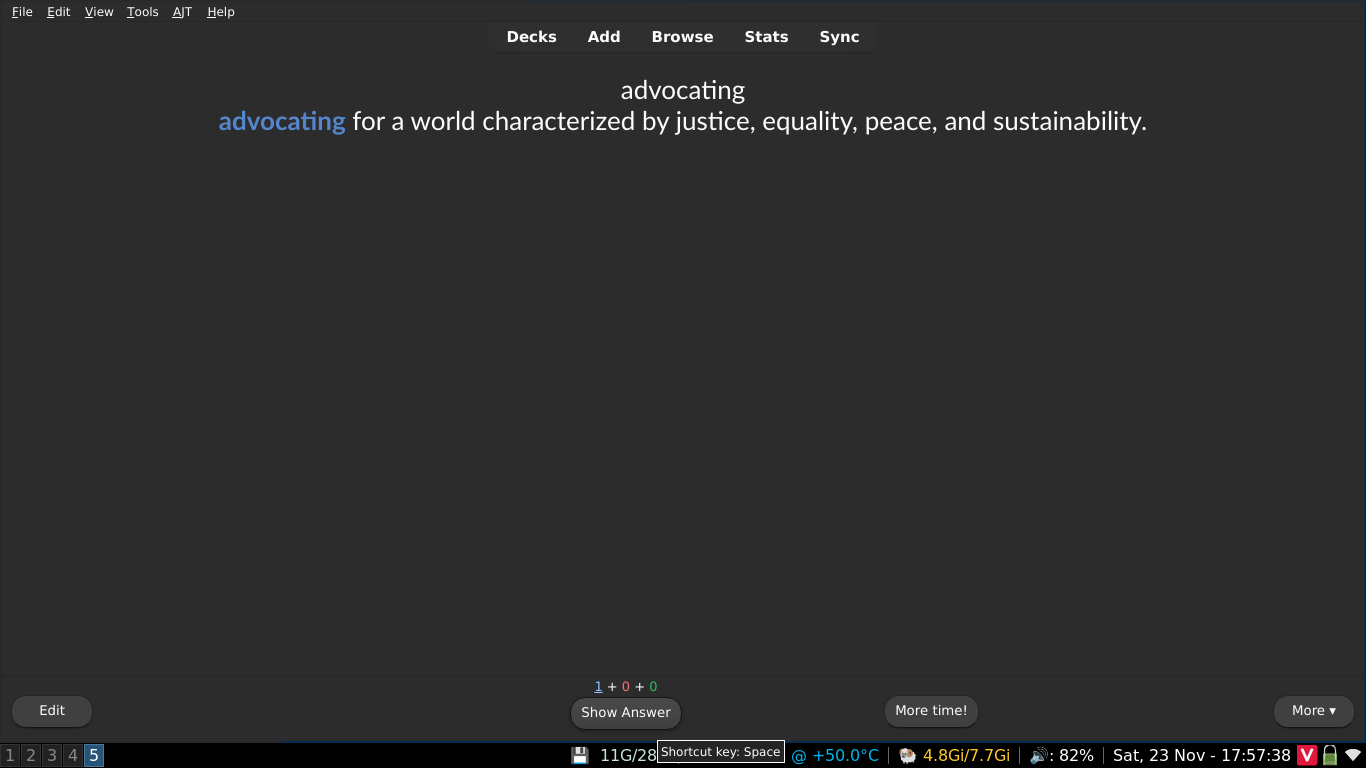 File Edit View Tools AJT Help
Decks Add Browse Stats Sync
advocating
advocating for a world characterized by justice, equality, peace, and sustainability.
1 + 0 + 0
Edit Show Answer More time! More ▾
Shortcut key: Space
1 2 3 4 5 11G/28 @ +50.0°C 4.8Gi/7.7Gi : 82% Sat, 23 Nov - 17:57:38 V